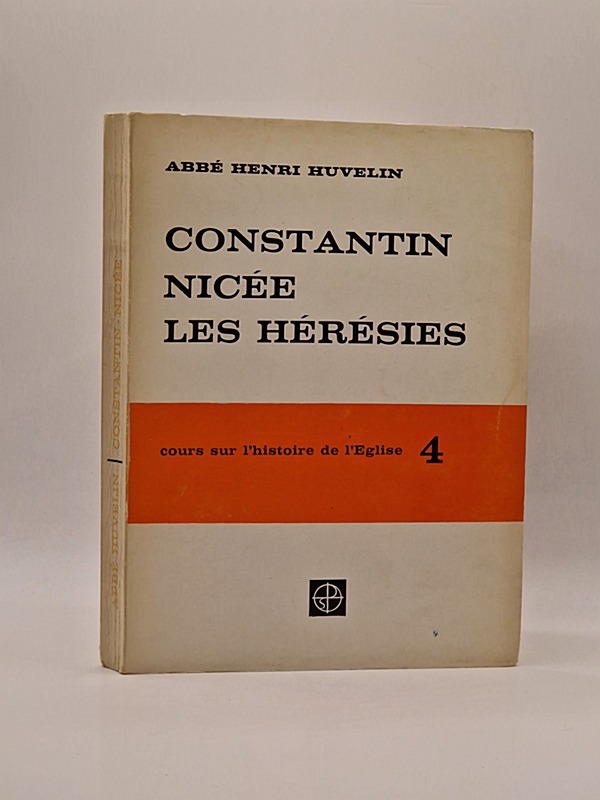 ABBÉ HENRI HUVELIN
CONSTANTIN
NICÉE
LES HÉRÉSIES
cours sur l'histoire de l'Eglise 4
ABBÉ HUVELIN CONSTANTIN - NICÉE